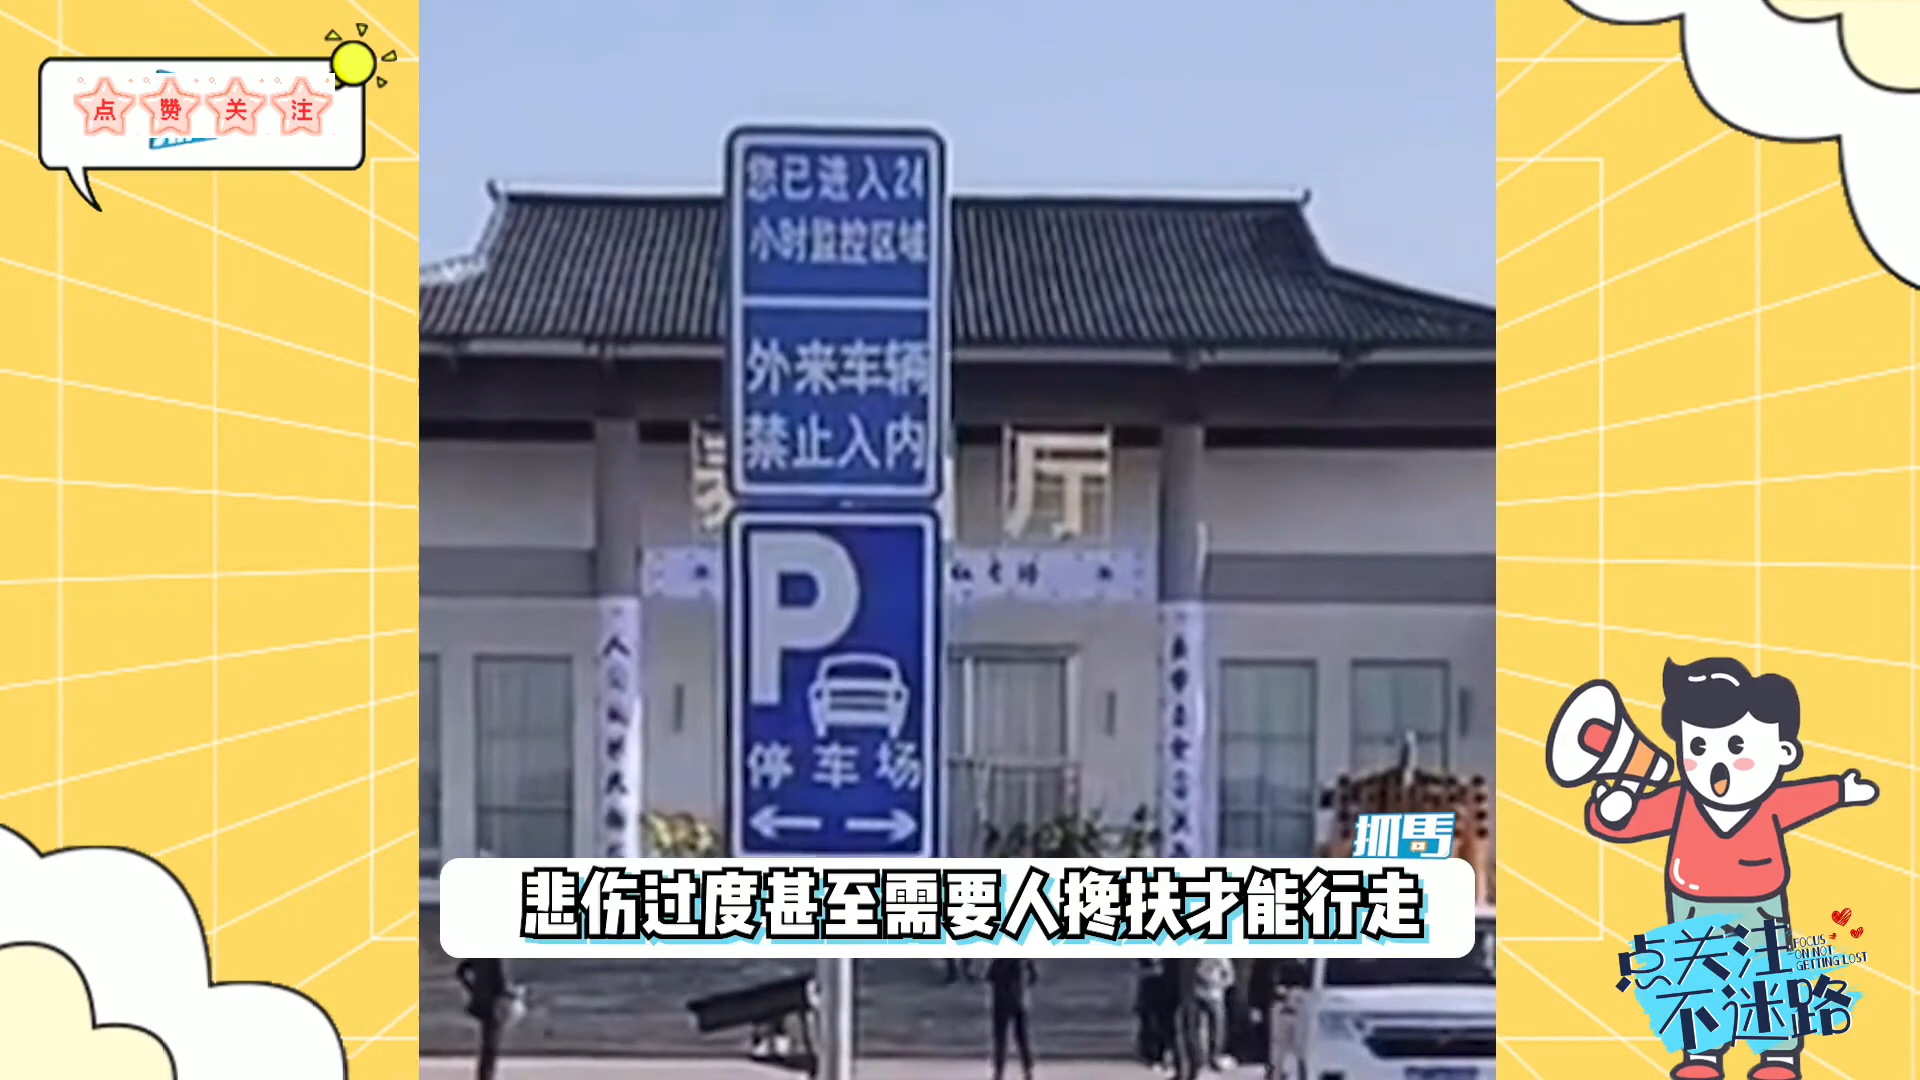 点赞关注
您已进入24
小时监控区域
外来车辆
禁止入内
厅
P
停车场
抓馬
悲伤过度甚至需要人搀扶才能行走
点关注
FOCUS
ON NOT
GETTING LOST
不迷路